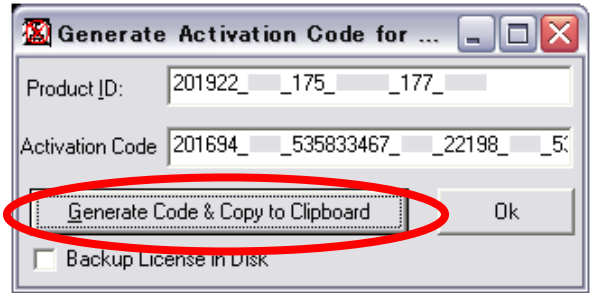 Generate Activation Code for ...
Product ID: 201922_ _175_ _177_
Activation Code 201694_ _535833467_ _22198_ _53
Generate Code & Copy to Clipboard Ok
Backup License in Disk